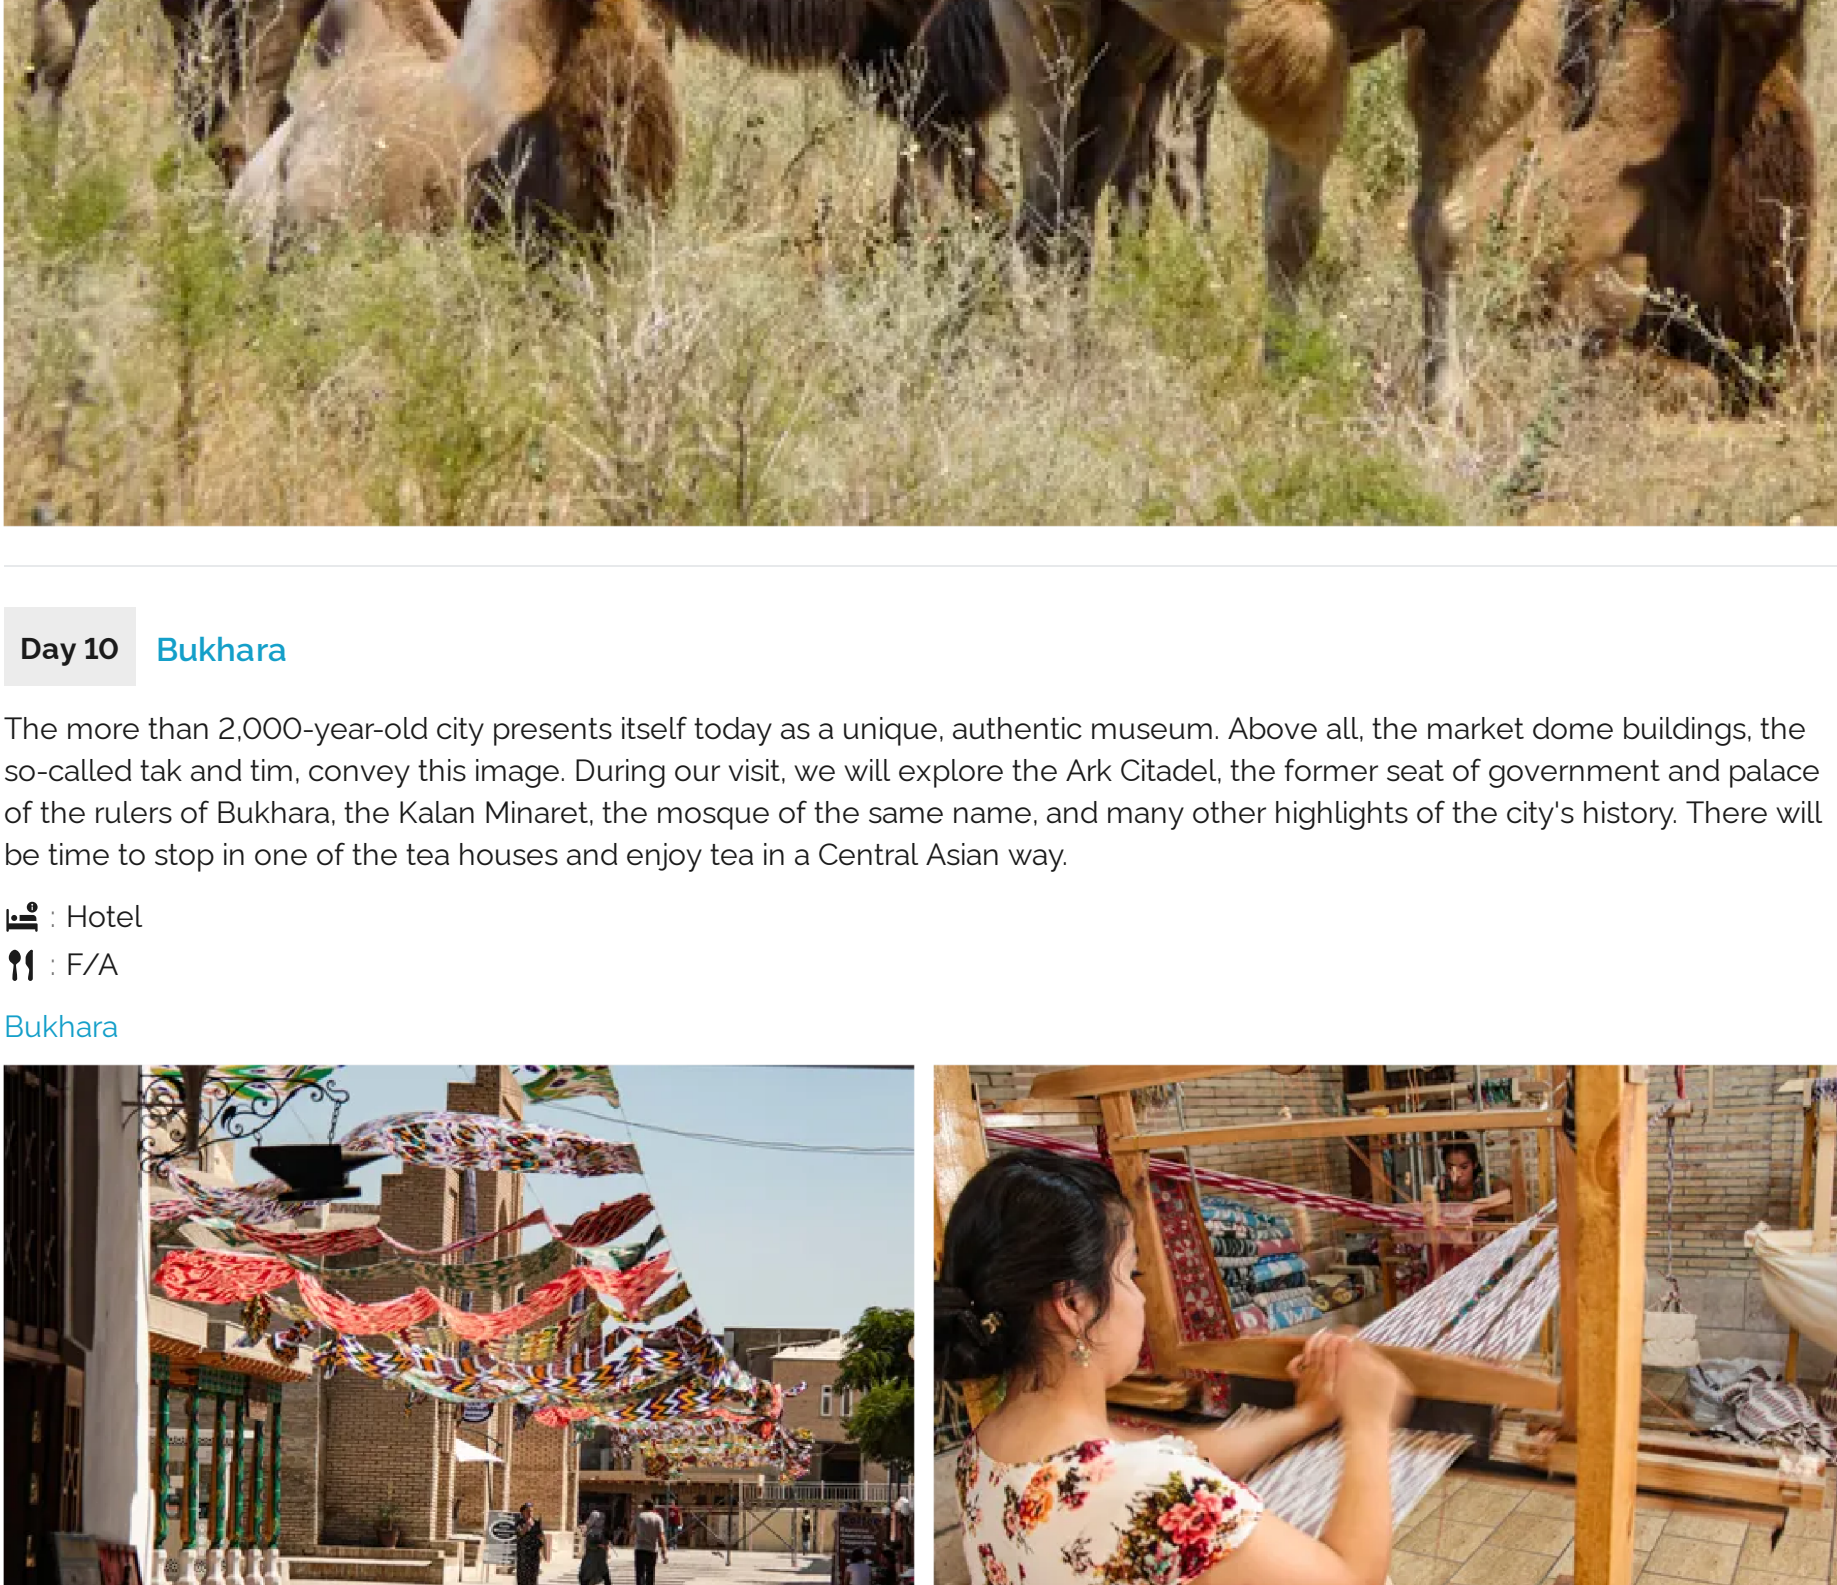 Day 10 Bukhara
The more than 2,000-year-old city presents itself today as a unique, authentic museum. Above all, the market dome buildings, the
so-called tak and tim, convey this image. During our visit, we will explore the Ark Citadel, the former seat of government and palace
of the rulers of Bukhara, the Kalan Minaret, the mosque of the same name, and many other highlights of the city's history. There will
be time to stop in one of the tea houses and enjoy tea in a Central Asian way.
: Hotel
: F/A
Bukhara
Coffee